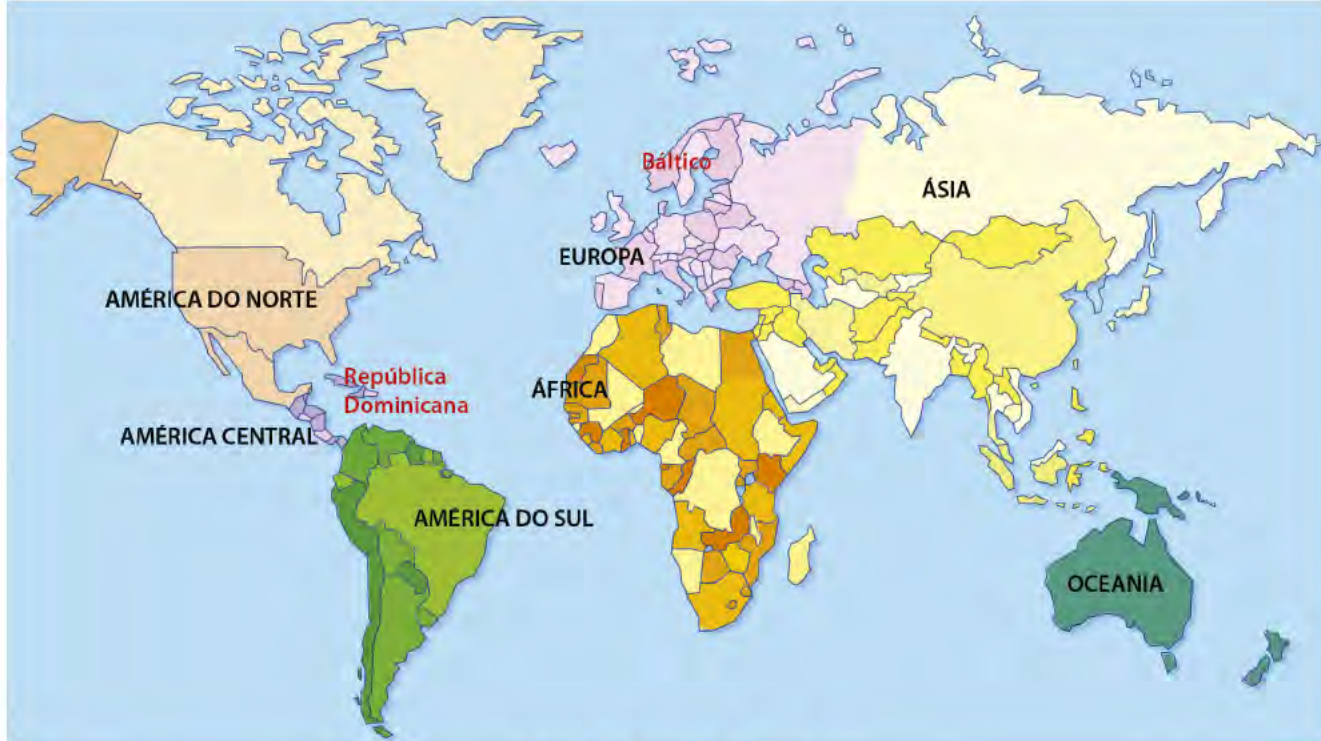 Báltico
ÁSIA
EUROPA
AMÉRICA DO NORTE
República
Dominicana
ÁFRICA
AMÉRICA CENTRAL
AMÉRICA DO SUL
OCEANIA